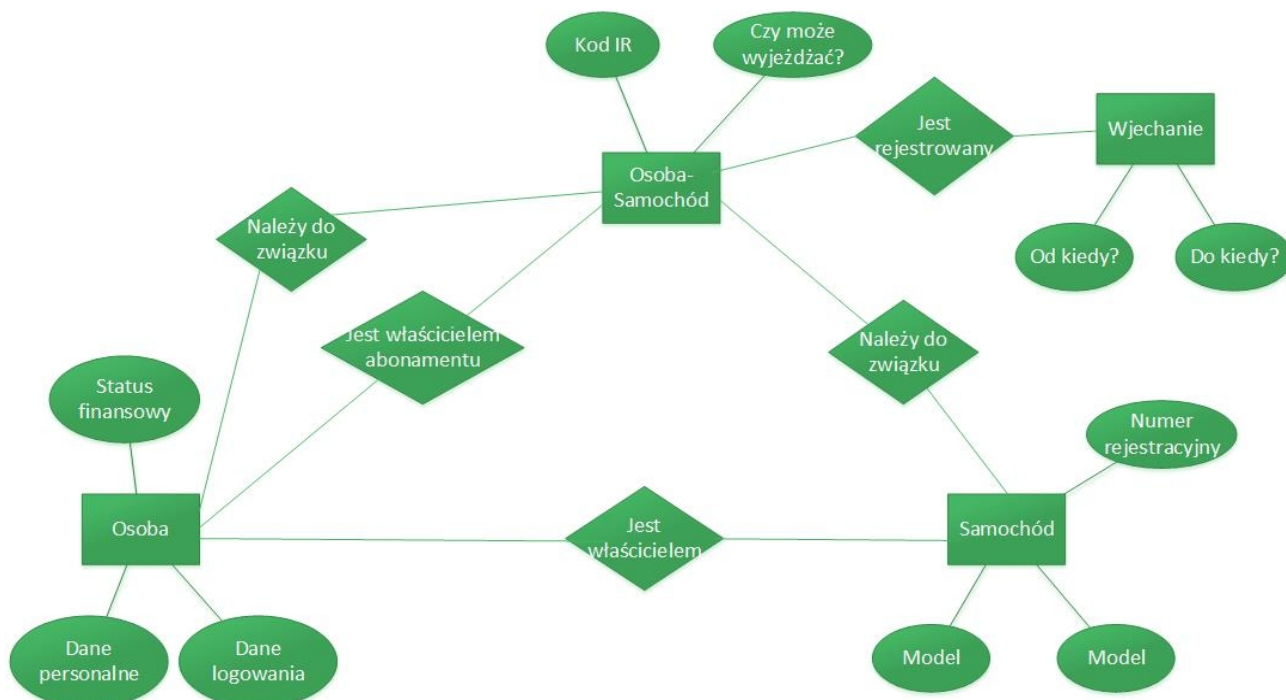 Kod IR
Czy może
wyjeżdżać?
Jest
rejestrowany
Wjechanie
Osoba-
Samochód
Należy do
związku
Od kiedy?
Do kiedy?
Jest właścicielem
abonamentu
Należy do
związku
Status
finansowy
Numer
rejestracyjny
Osoba
Jest
właścicielem
Samochód
Dane
personalne
Dane
logowania
Model
Model